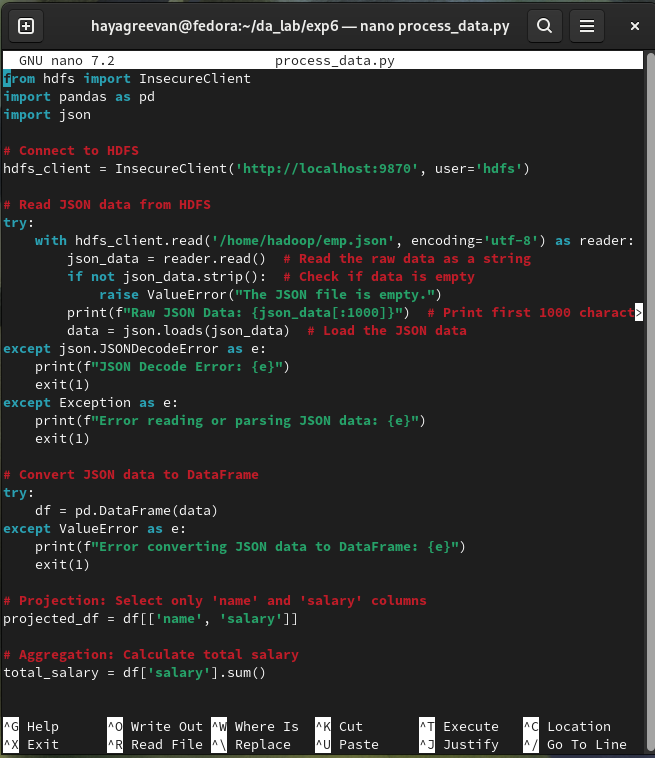 hayagreevan@fedora:~/da_lab/exp6 — nano process_data.py
GNU nano 7.2 process_data.py
from hdfs import InsecureClient
import pandas as pd
import json

# Connect to HDFS
hdfs_client = InsecureClient('http://localhost:9870', user='hdfs')

# Read JSON data from HDFS
try:
    with hdfs_client.read('/home/hadoop/emp.json', encoding='utf-8') as reader:
        json_data = reader.read()  # Read the raw data as a string
        if not json_data.strip():  # Check if data is empty
            raise ValueError("The JSON file is empty.")
        print(f"Raw JSON Data: {json_data[:1000]}")  # Print first 1000 charact>
        data = json.loads(json_data)  # Load the JSON data
except json.JSONDecodeError as e:
    print(f"JSON Decode Error: {e}")
    exit(1)
except Exception as e:
    print(f"Error reading or parsing JSON data: {e}")
    exit(1)

# Convert JSON data to DataFrame
try:
    df = pd.DataFrame(data)
except ValueError as e:
    print(f"Error converting JSON data to DataFrame: {e}")
    exit(1)

# Projection: Select only 'name' and 'salary' columns
projected_df = df[['name', 'salary']]

# Aggregation: Calculate total salary
total_salary = df['salary'].sum()

^G Help ^O Write Out ^W Where Is ^K Cut ^T Execute ^C Location
^X Exit ^R Read File ^\ Replace ^U Paste ^J Justify ^/ Go To Line